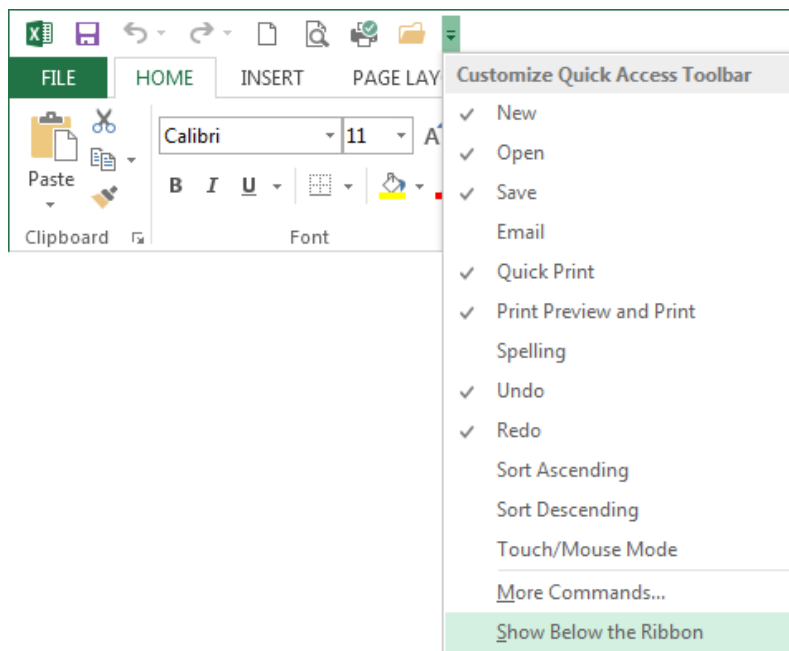 FILE HOME INSERT PAGE LAY
Calibri 11 A
Paste B I U
Clipboard Font
Customize Quick Access Toolbar
New
Open
Save
Email
Quick Print
Print Preview and Print
Spelling
Undo
Redo
Sort Ascending
Sort Descending
Touch/Mouse Mode
More Commands...
Show Below the Ribbon